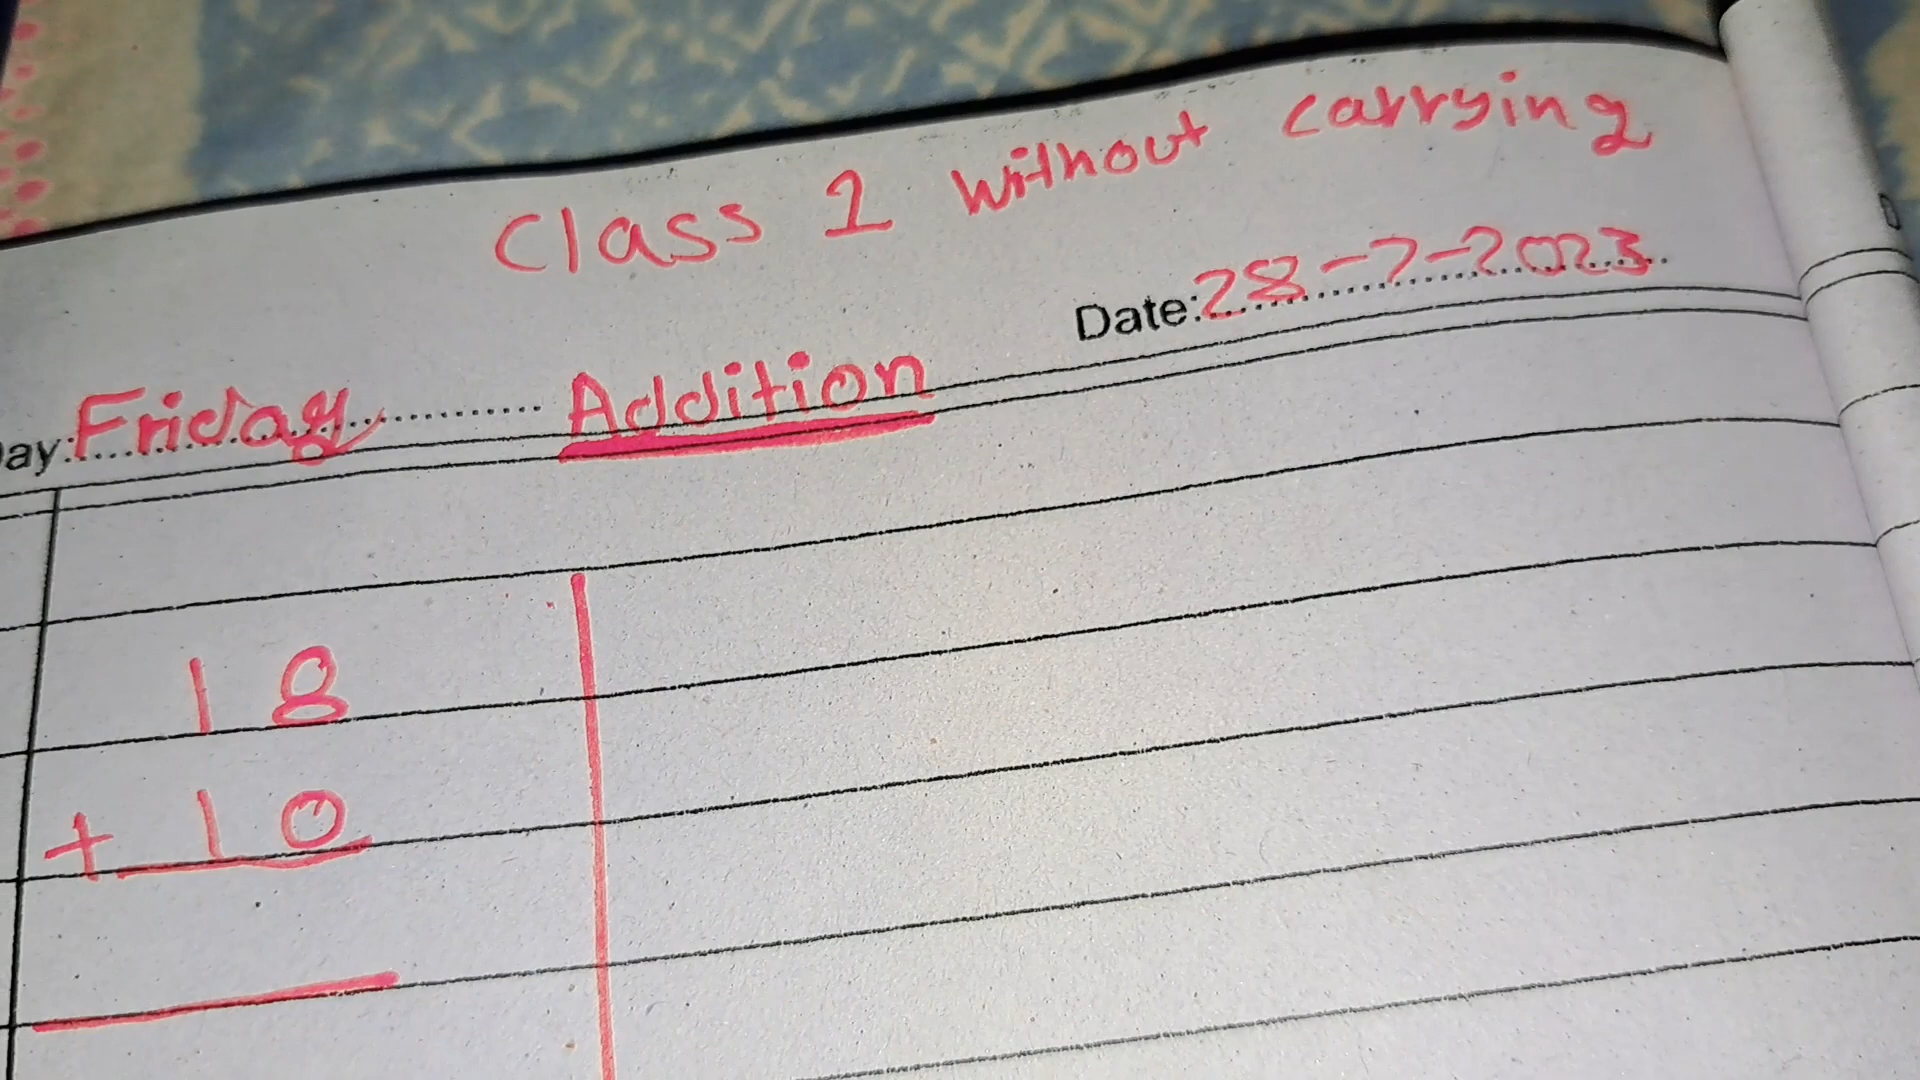 Class 1 without carrying
Date: 28-7-2023
Day: Friday Addition
18
+ 10